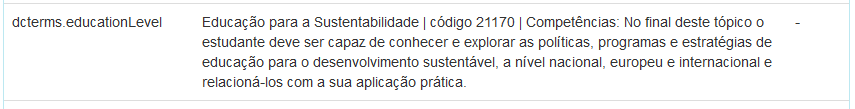 dcterms.educationLevel Educação para a Sustentabilidade | código 21170 | Competências: No final deste tópico o -
estudante deve ser capaz de conhecer e explorar as políticas, programas e estratégias de
educação para o desenvolvimento sustentável, a nível nacional, europeu e internacional e
relacioná-los com a sua aplicação prática.